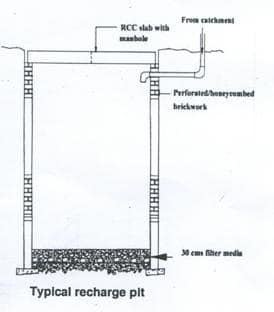 From catchment
RCC slab with
manhole
Perforated/honeycombed
brickwork
30 cms filter media
Typical recharge pit